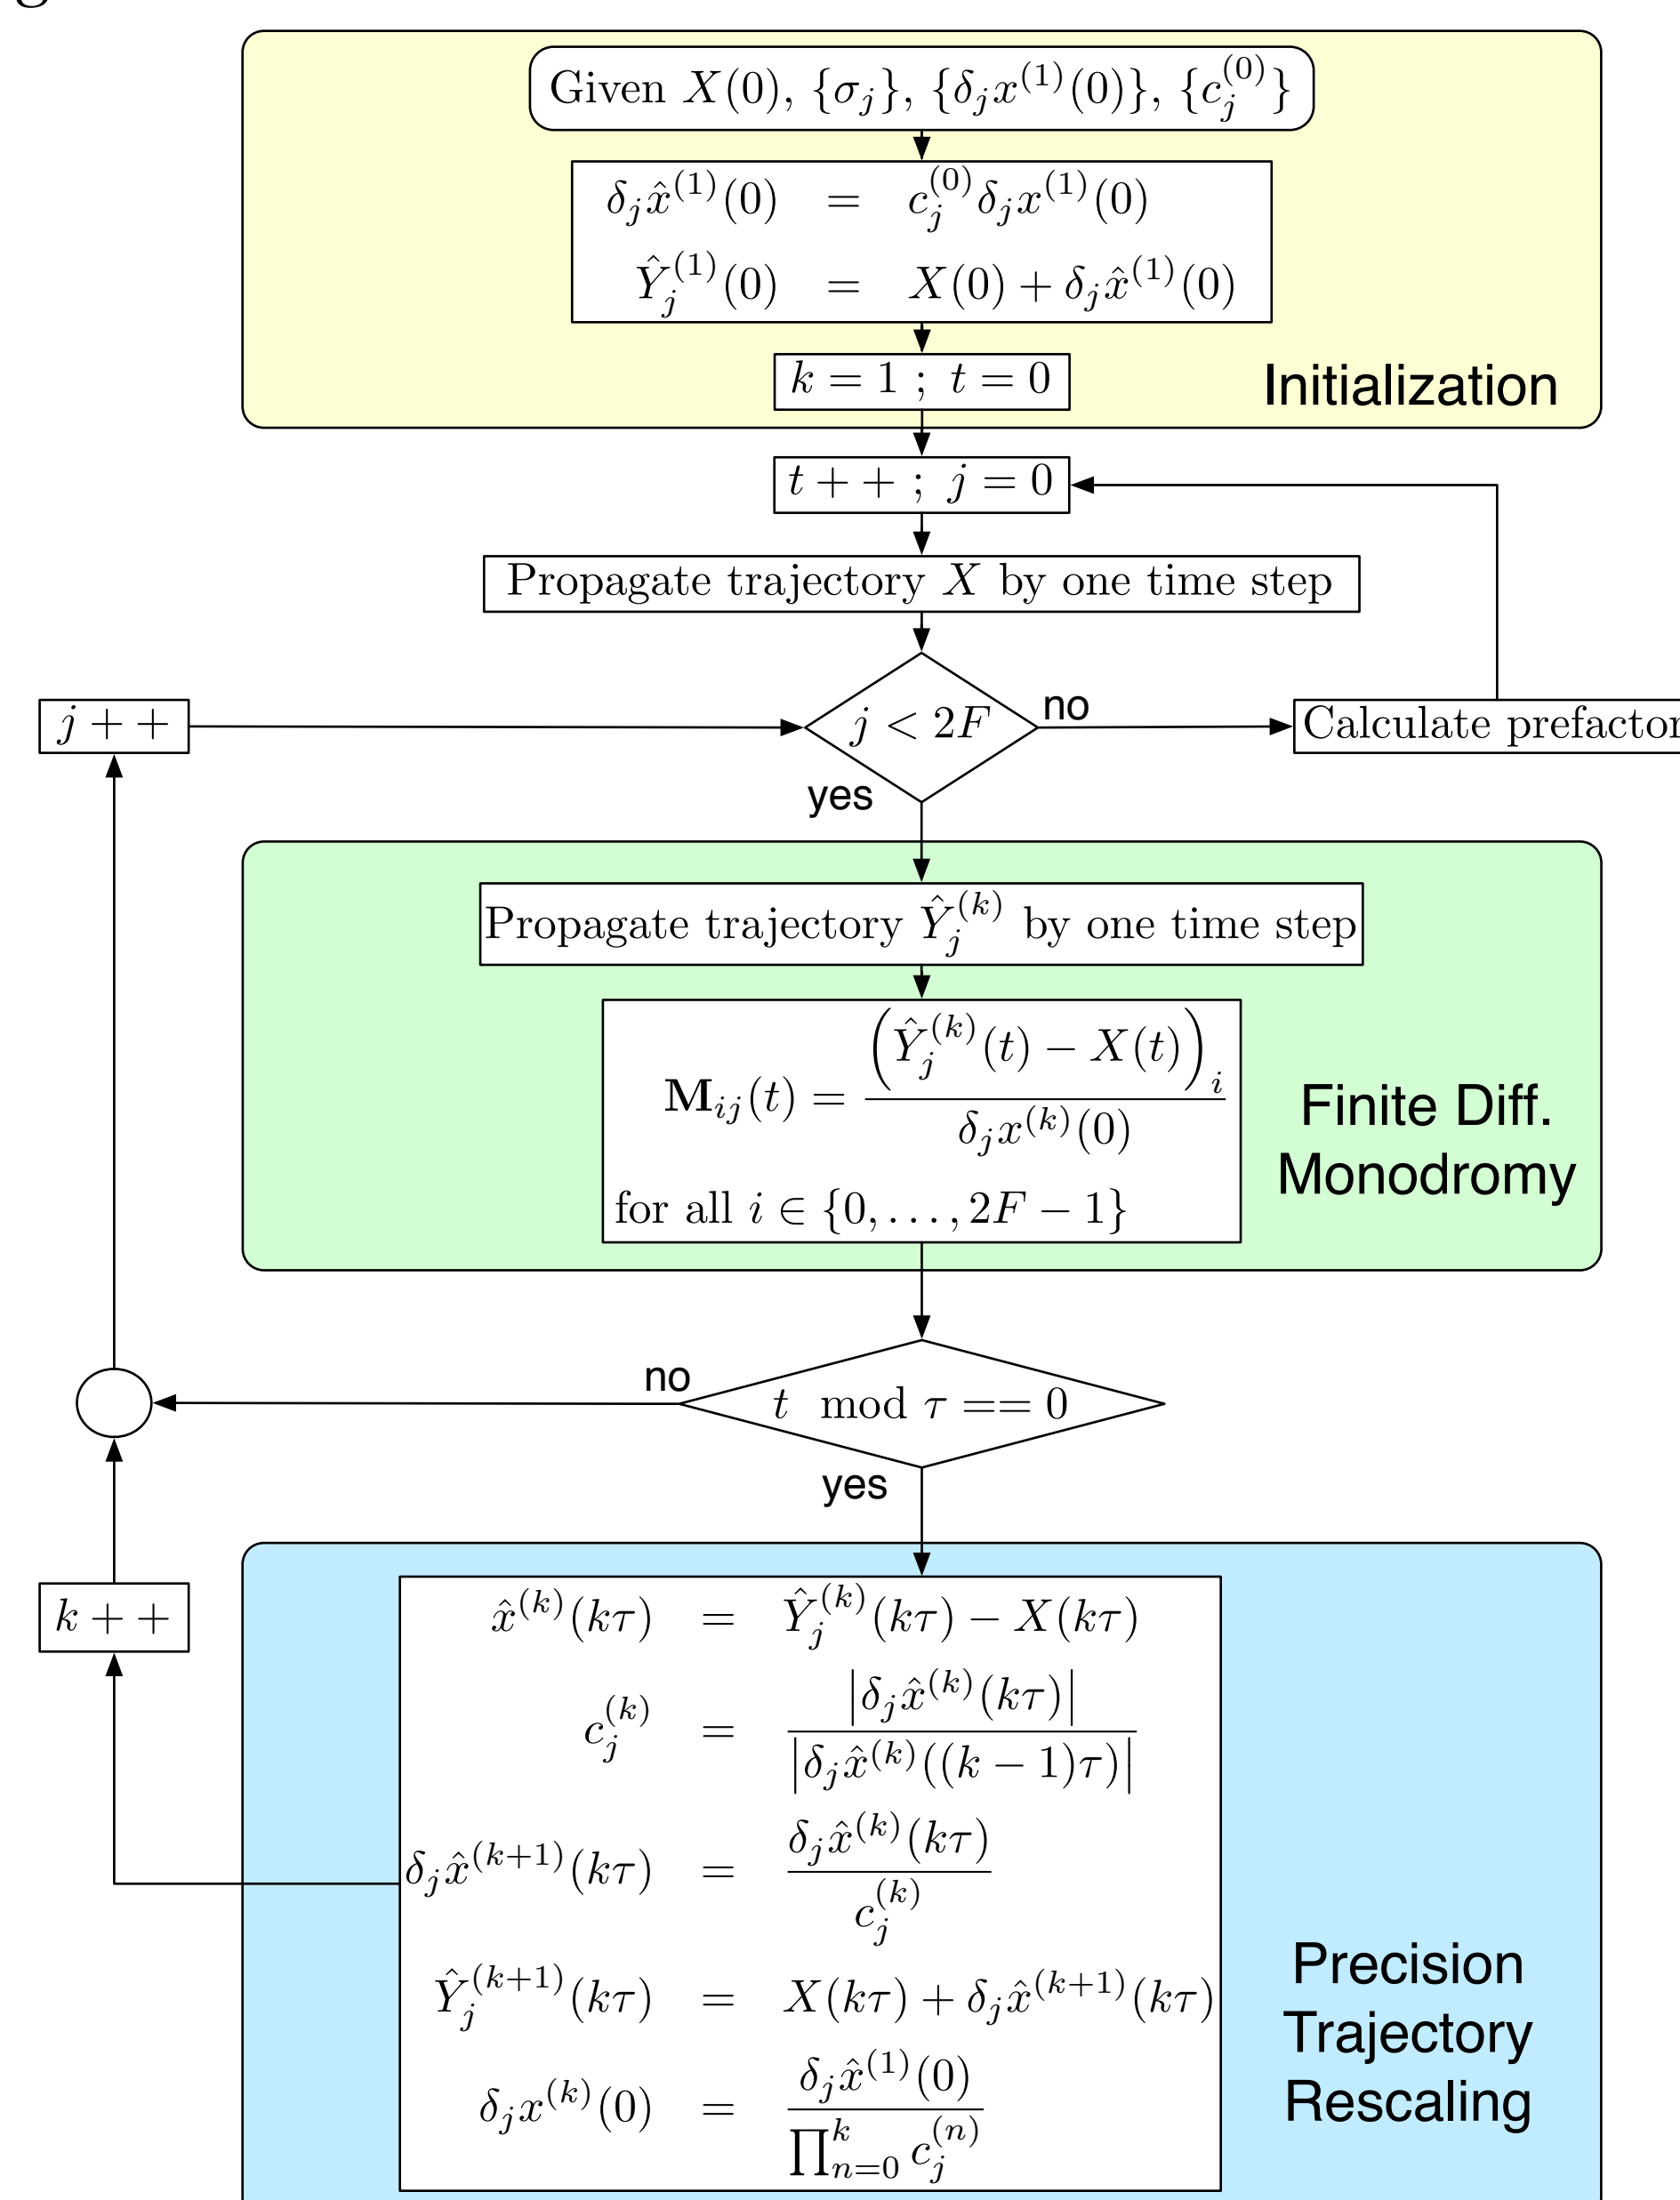 g
Given X(0), {σ_j}, {δ_j x^{(1)}(0)}, {c_j^{(0)}}
δ_j x̂^{(1)}(0) = c_j^{(0)} δ_j x^{(1)}(0)
Ŷ_j^{(1)}(0) = X(0) + δ_j x̂^{(1)}(0)
k = 1 ; t = 0
Initialization
t + + ; j = 0
Propagate trajectory X by one time step
j + +
j < 2F
no
Calculate prefactor
yes
Propagate trajectory Ŷ_j^{(k)} by one time step
M_{ij}(t) = (Ŷ_j^{(k)}(t) − X(t))_i / δ_j x^{(k)}(0)
for all i ∈ {0, . . . , 2F − 1}
Finite Diff.
Monodromy
no
t mod τ == 0
yes
k + +
x̂^{(k)}(kτ) = Ŷ_j^{(k)}(kτ) − X(kτ)
c_j^{(k)} = |δ_j x̂^{(k)}(kτ)| / |δ_j x̂^{(k)}((k − 1)τ)|
δ_j x̂^{(k+1)}(kτ) = δ_j x̂^{(k)}(kτ) / c_j^{(k)}
Ŷ_j^{(k+1)}(kτ) = X(kτ) + δ_j x̂^{(k+1)}(kτ)
δ_j x^{(k)}(0) = δ_j x̂^{(1)}(0) / ∏_{n=0}^{k} c_j^{(n)}
Precision
Trajectory
Rescaling